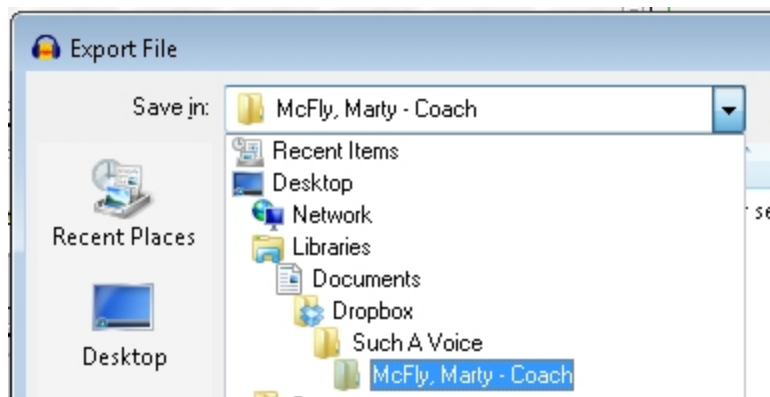 Export File
Save in:
McFly, Marty - Coach
Recent Items
Desktop
Network
Libraries
Documents
Dropbox
Such A Voice
McFly, Marty - Coach
Recent Places
Desktop